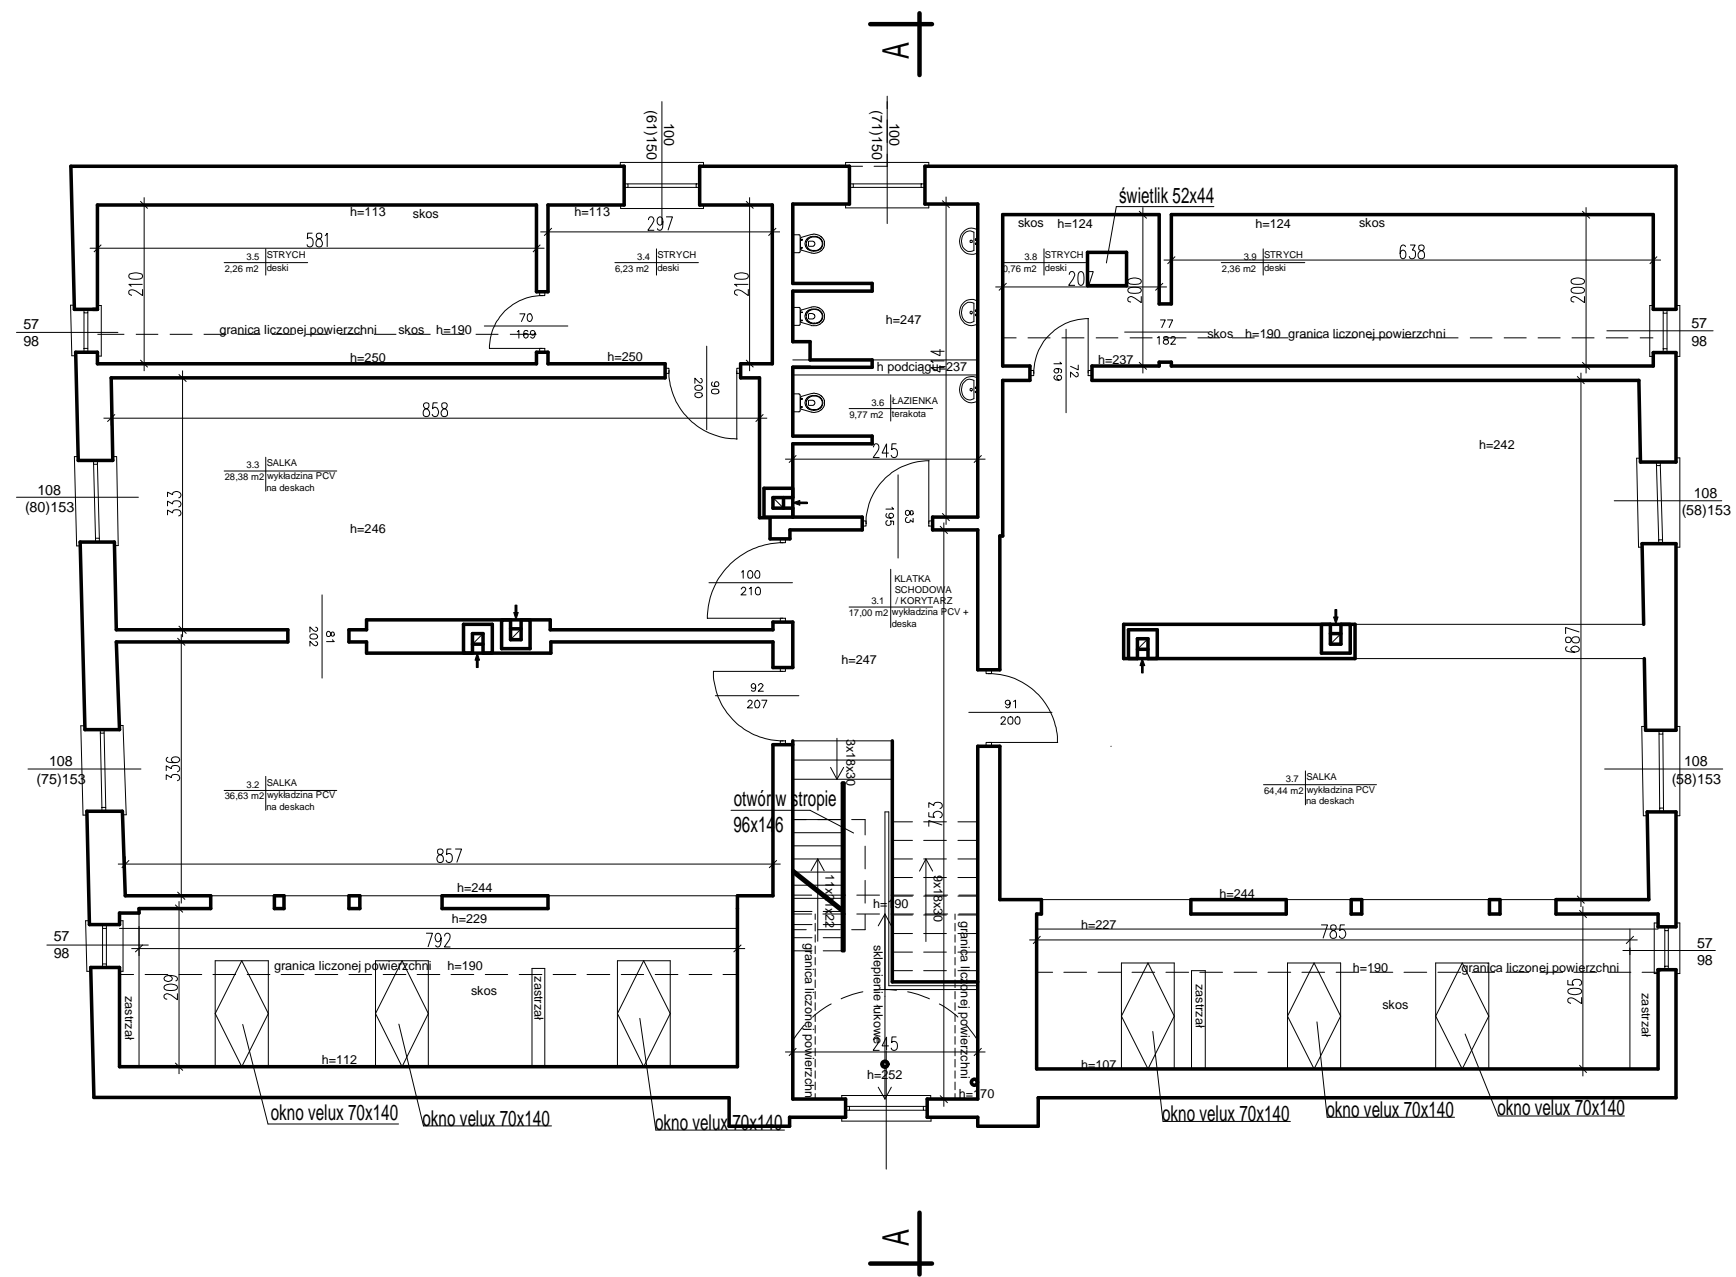 A
100
(61)150
100
(71)150
świetlik 52x44
h=113
skos
h=113
297
581
3.5 STRYCH
2,26 m2 deski
3.4 STRYCH
6,23 m2 deski
210
210
skos
h=124
3.8 STRYCH
0,76 m2 deski
207
200
h=124
skos
3.9 STRYCH
2,36 m2 deski
638
200
57
98
granica liczonej powierzchni
skos
h=190
70
169
h=250
h=250
h=247
77
182
skos
h=190
granica liczonej powierzchni
57
98
h=237
72
169
h podciągu=237
90
200
858
3.6 ŁAZIENKA
9,77 m2 terakota
245
h=242
3.3 SALKA
28,38 m2 wykładzina PCV
na deskach
108
(80)153
333
h=246
83
195
108
(58)153
100
210
KLATKA
SCHODOWA
3.1 / KORYTARZ
17,00 m2 wykładzina PCV +
deska
81
202
h=247
687
92
207
91
200
3x18x30
108
(75)153
336
3.2 SALKA
36,63 m2 wykładzina PCV
na deskach
otwór w stropie
96x146
753
3.7 SALKA
64,44 m2 wykładzina PCV
na deskach
108
(58)153
857
h=244
h=229
792
9x18x30
h=190
h=244
h=227
785
57
98
granica liczonej powierzchni
h=190
skos
209
zastrzał
zastrzał
granica liczonej powierzchni
sklepienie łukowe
granica liczonej powierzchni
h=190
granica liczonej powierzchni
skos
205
zastrzał
zastrzał
57
98
h=112
245
h=252
h=107
okno velux 70x140
okno velux 70x140
okno velux 70x140
okno velux 70x140
okno velux 70x140
okno velux 70x140
A